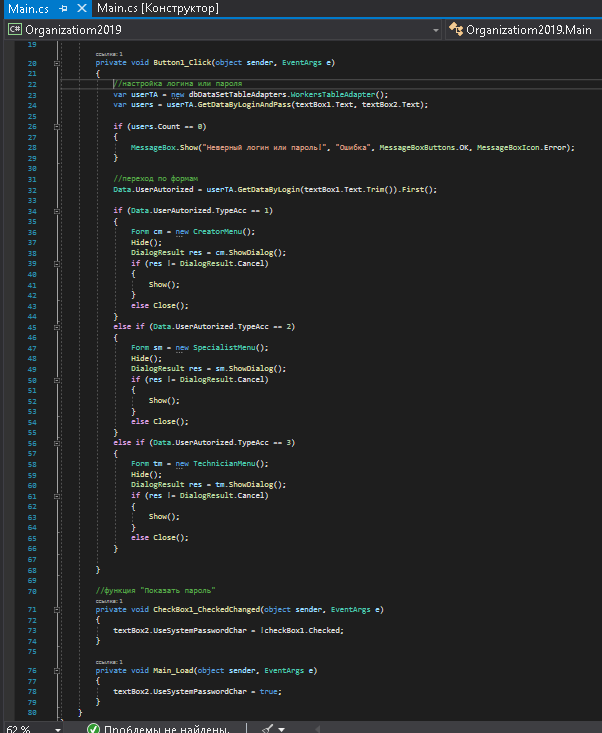 Main.cs Main.cs [Конструктор]
C# Organizatiom2019 Organizatiom2019.Main
19
ссылка: 1
20 private void Button1_Click(object sender, EventArgs e)
21 {
22 //настройка логина или пароля
23 var userTA = new dbDataSetTableAdapters.WorkersTableAdapter();
24 var users = userTA.GetDataByLoginAndPass(textBox1.Text, textBox2.Text);
25
26 if (users.Count == 0)
27 {
28 MessageBox.Show("Неверный логин или пароль!", "Ошибка", MessageBoxButtons.OK, MessageBoxIcon.Error);
29 }
30
31 //переход по формам
32 Data.UserAutorized = userTA.GetDataByLogin(textBox1.Text.Trim()).First();
33
34 if (Data.UserAutorized.TypeAcc == 1)
35 {
36 Form cm = new CreatorMenu();
37 Hide();
38 DialogResult res = cm.ShowDialog();
39 if (res != DialogResult.Cancel)
40 {
41 Show();
42 }
43 else Close();
44 }
45 else if (Data.UserAutorized.TypeAcc == 2)
46 {
47 Form sm = new SpecialistMenu();
48 Hide();
49 DialogResult res = sm.ShowDialog();
50 if (res != DialogResult.Cancel)
51 {
52 Show();
53 }
54 else Close();
55 }
56 else if (Data.UserAutorized.TypeAcc == 3)
57 {
58 Form tm = new TechnicianMenu();
59 Hide();
60 DialogResult res = tm.ShowDialog();
61 if (res != DialogResult.Cancel)
62 {
63 Show();
64 }
65 else Close();
66 }
67
68 }
69
70 //функция "Показать пароль"
ссылка: 1
71 private void CheckBox1_CheckedChanged(object sender, EventArgs e)
72 {
73 textBox2.UseSystemPasswordChar = !checkBox1.Checked;
74 }
75
ссылка: 1
76 private void Main_Load(object sender, EventArgs e)
77 {
78 textBox2.UseSystemPasswordChar = true;
79 }
80 }
62 % Проблемы не найдены.